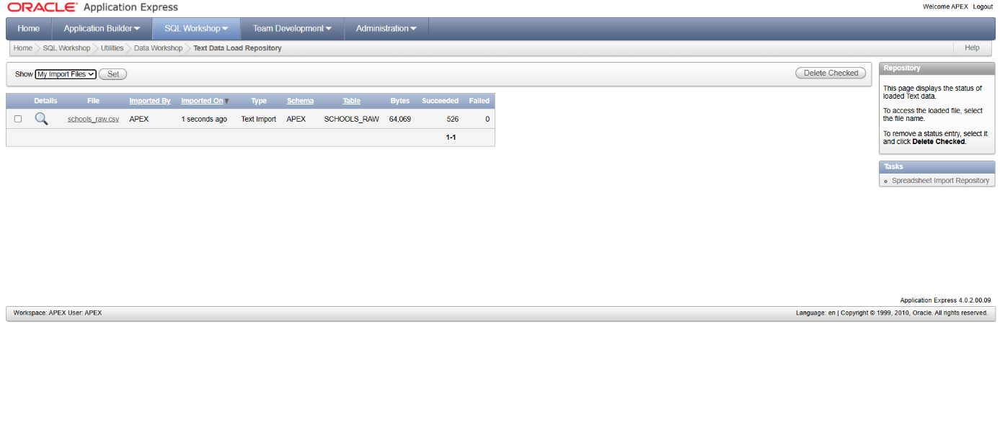 ORACLE Application Express
Welcome APEX Logout
Home Application Builder SQL Workshop Team Development Administration
Home SQL Workshop Utilities Data Workshop Text Data Load Repository
Help
Show My Import Files Set
Delete Checked
Details File Imported By Imported On Type Schema Table Bytes Succeeded Failed
schools_raw.csv APEX 1 seconds ago Text Import APEX SCHOOLS_RAW 64,069 526 0
1-1
Repository
This page displays the status of
loaded Text data.
To access the loaded file, select
the file name.
To remove a status entry, select it
and click Delete Checked.
Tasks
Spreadsheet Import Repository
Application Express 4.0.2.00.09
Workspace: APEX User: APEX
Language: en | Copyright © 1999, 2010, Oracle. All rights reserved.